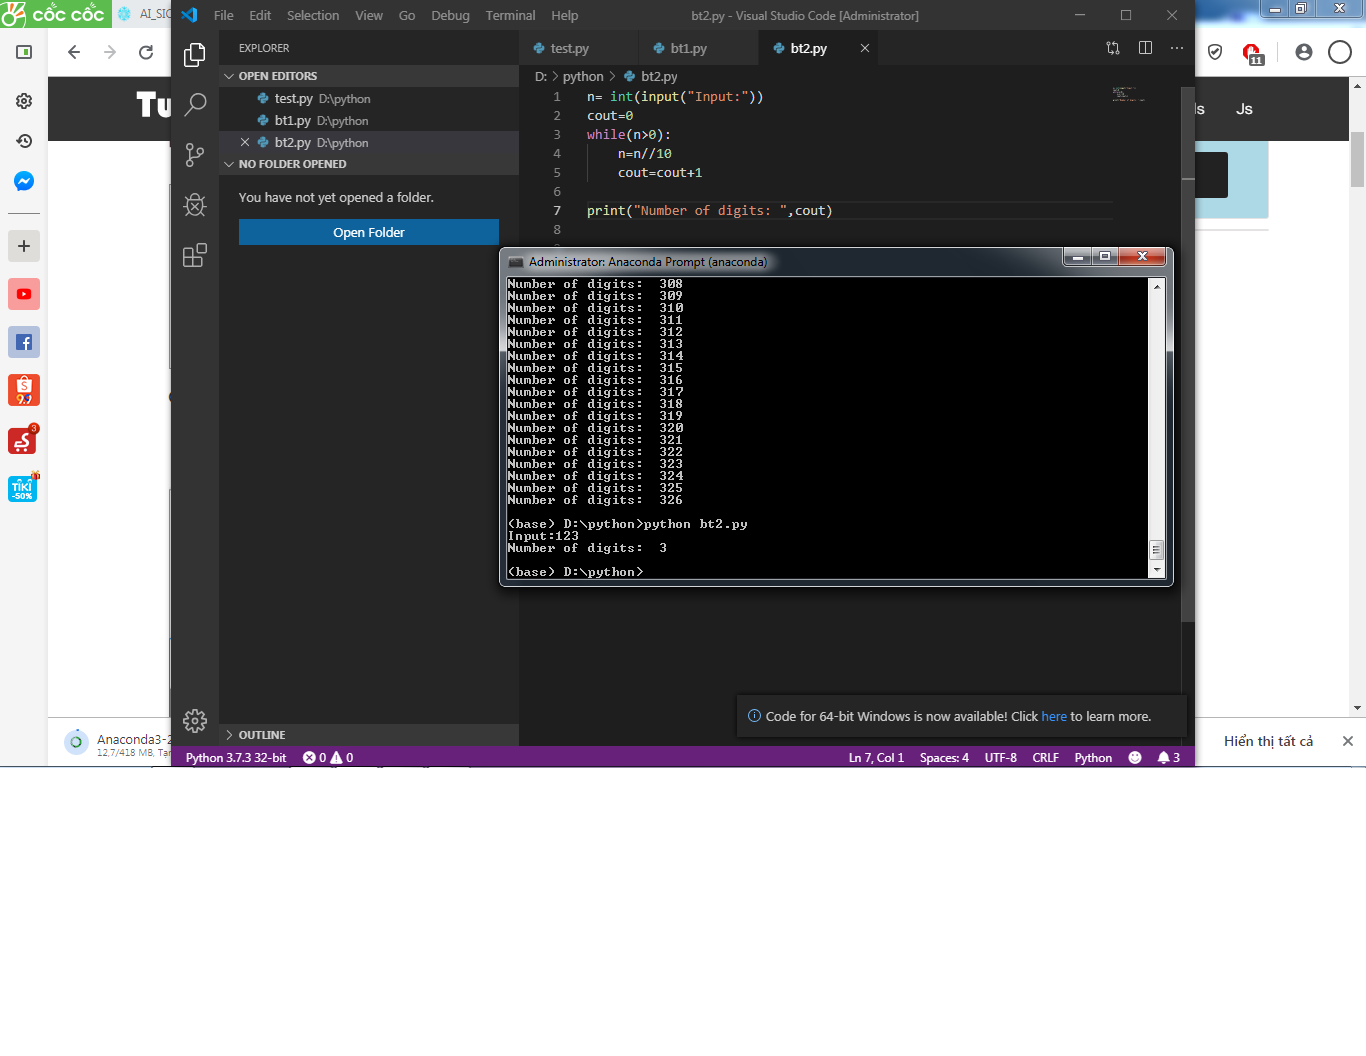 cốc cốc
AI_SIC
File Edit Selection View Go Debug Terminal Help
bt2.py - Visual Studio Code [Administrator]
11
Tu
ls
Js
EXPLORER
OPEN EDITORS
test.py D:\python
bt1.py D:\python
bt2.py D:\python
NO FOLDER OPENED
You have not yet opened a folder.
Open Folder
OUTLINE
test.py
bt1.py
bt2.py
D: > python > bt2.py
1 n= int(input("Input:"))
2 cout=0
3 while(n>0):
4 n=n//10
5 cout=cout+1
6
7 print("Number of digits: ",cout)
8
Administrator: Anaconda Prompt (anaconda)
Number of digits:  308
Number of digits:  309
Number of digits:  310
Number of digits:  311
Number of digits:  312
Number of digits:  313
Number of digits:  314
Number of digits:  315
Number of digits:  316
Number of digits:  317
Number of digits:  318
Number of digits:  319
Number of digits:  320
Number of digits:  321
Number of digits:  322
Number of digits:  323
Number of digits:  324
Number of digits:  325
Number of digits:  326
(base) D:\python>python bt2.py
Input:123
Number of digits:  3
(base) D:\python>
S
9.9
3
TIKI
-50%
Code for 64-bit Windows is now available! Click here to learn more.
Anaconda3-2
12,7/418 MB, Tạ
Hiển thị tất cả
Python 3.7.3 32-bit
0 0
Ln 7, Col 1
Spaces: 4
UTF-8
CRLF
Python
3